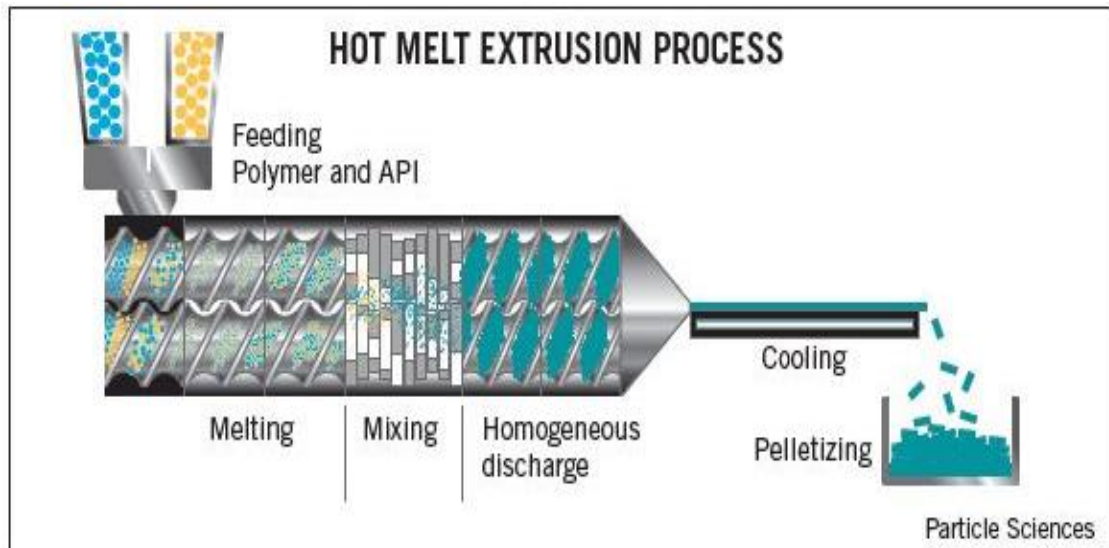 HOT MELT EXTRUSION PROCESS
Feeding
Polymer and API
Cooling
Melting
Mixing
Homogeneous
discharge
Pelletizing
Particle Sciences